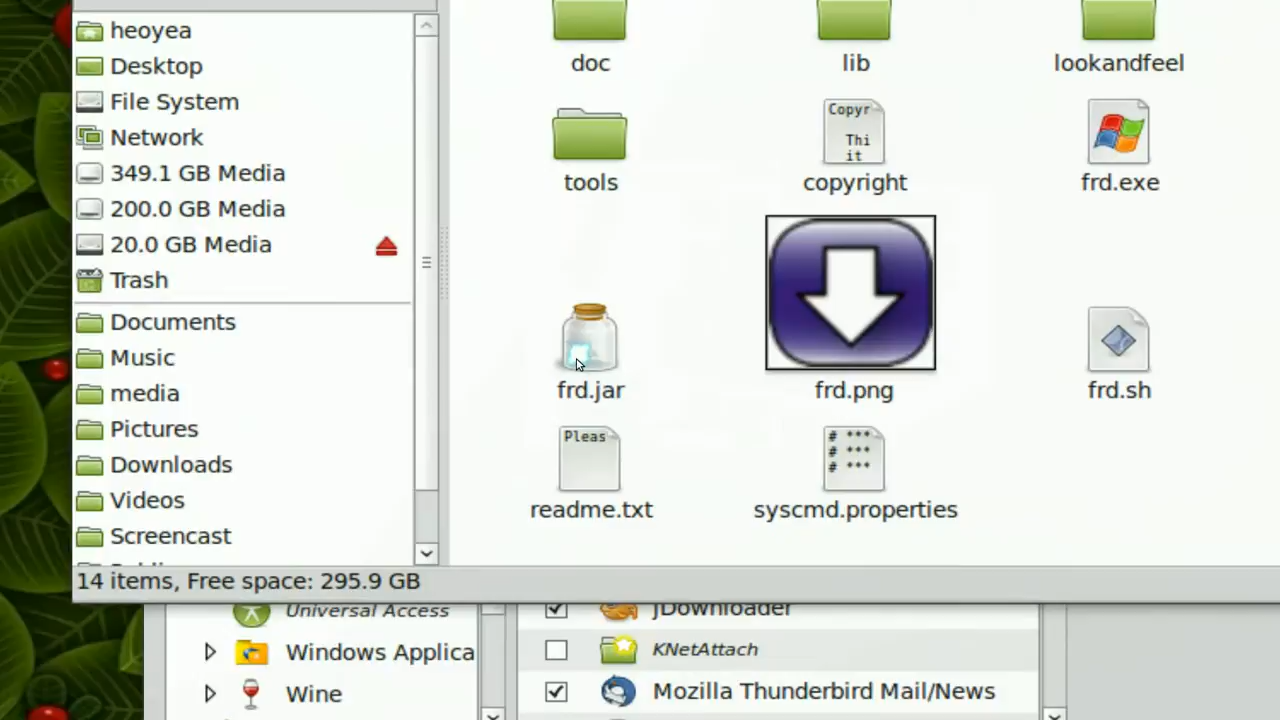 heoyea
Desktop
File System
Network
349.1 GB Media
200.0 GB Media
20.0 GB Media
Trash
Documents
Music
media
Pictures
Downloads
Videos
Screencast
doc
lib
lookandfeel
Copyr
Thi
it
tools
copyright
frd.exe
frd.jar
frd.png
frd.sh
Pleas
# ***
# ***
# ***
readme.txt
syscmd.properties
14 items, Free space: 295.9 GB
Universal Access
Windows Applica
Wine
JDownloader
KNetAttach
Mozilla Thunderbird Mail/News